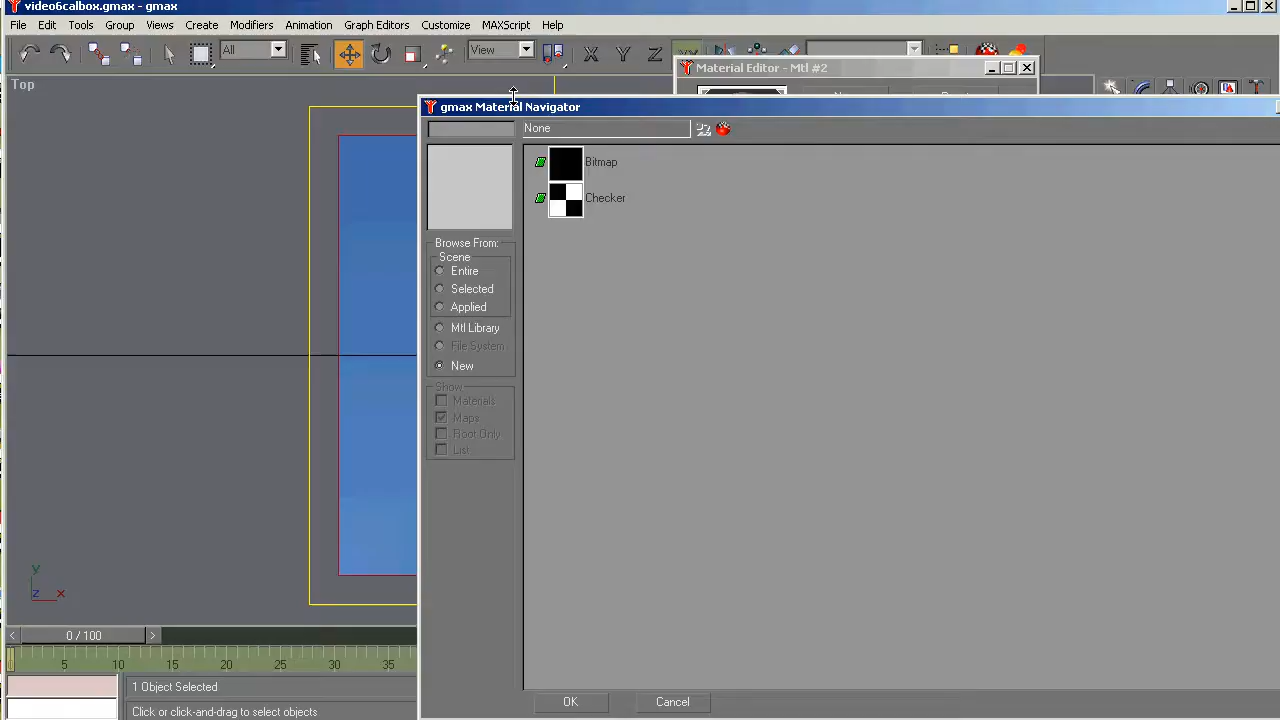 video6calbox.gmax - gmax
File Edit Tools Group Views Create Modifiers Animation Graph Editors Customize MAXScript Help
All View
Material Editor - Mtl #2
Top
gmax Material Navigator
None
Bitmap
Checker
Browse From:
Scene
Entire
Selected
Applied
Mtl Library
File System
New
Show
Materials
Maps
Root Only
List
y
z x
0 / 100
5 10 15 20 25 30 35
1 Object Selected
Click or click-and-drag to select objects
OK Cancel
X Y Z